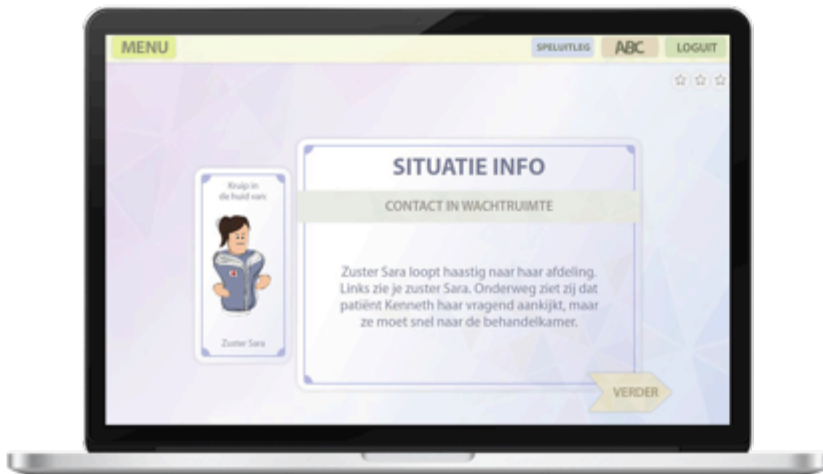 MENU
SPELUITLEG
ABC
LOGUIT
Kruip in
de huid van:
Zuster Sara
SITUATIE INFO
CONTACT IN WACHTRUIMTE
Zuster Sara loopt haastig naar haar afdeling.
Links zie je zuster Sara. Onderweg ziet zij dat
patiënt Kenneth haar vragend aankijkt, maar
ze moet snel naar de behandelkamer.
VERDER